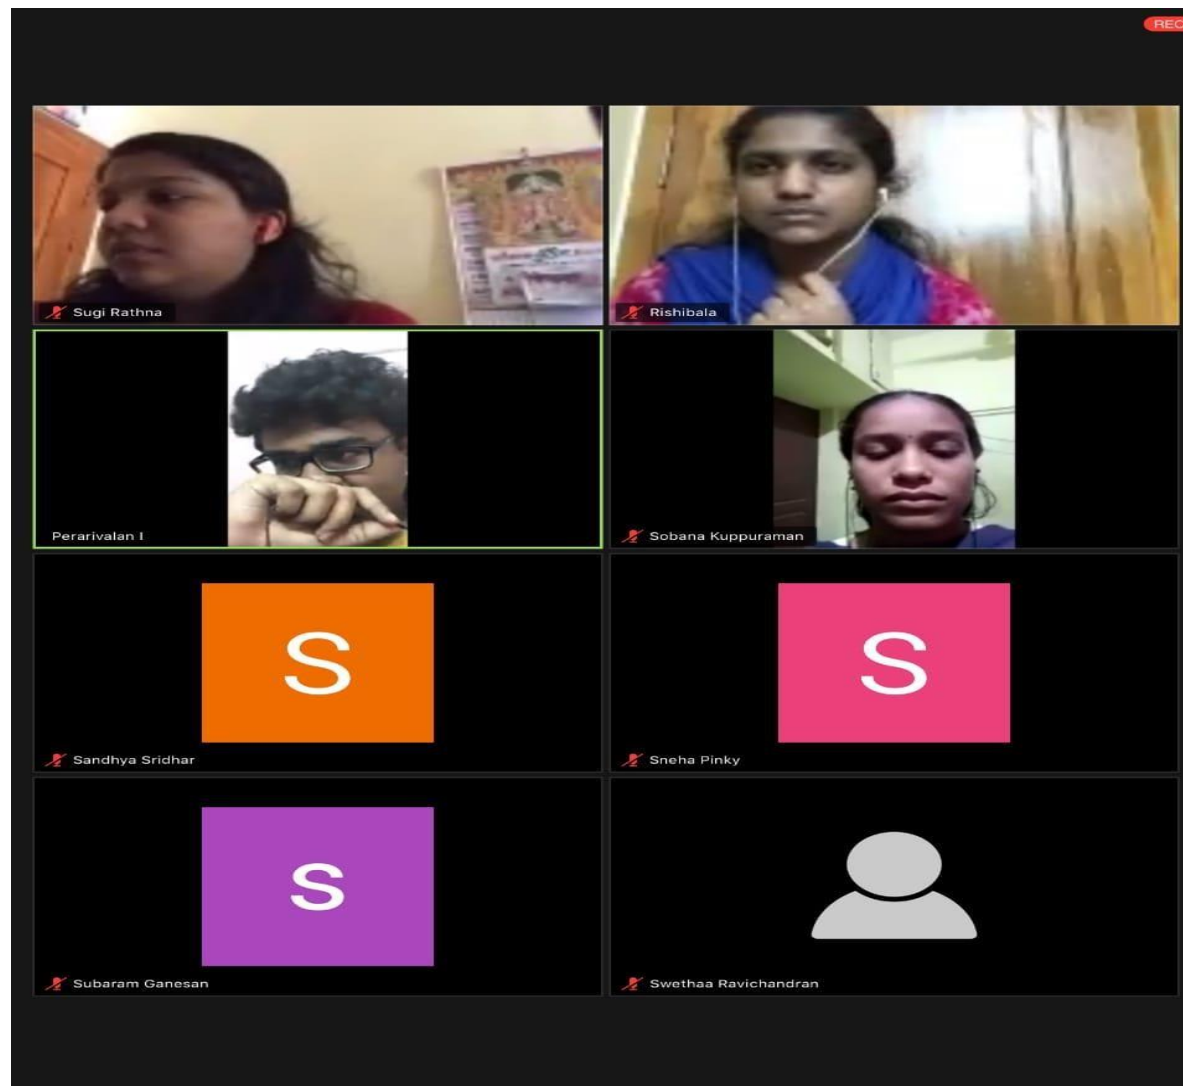 REC
Sugi Rathna
Rishibala
Perarivalan I
Sobana Kuppuraman
S
Sandhya Sridhar
S
Sneha Pinky
s
Subaram Ganesan
Swethaa Ravichandran